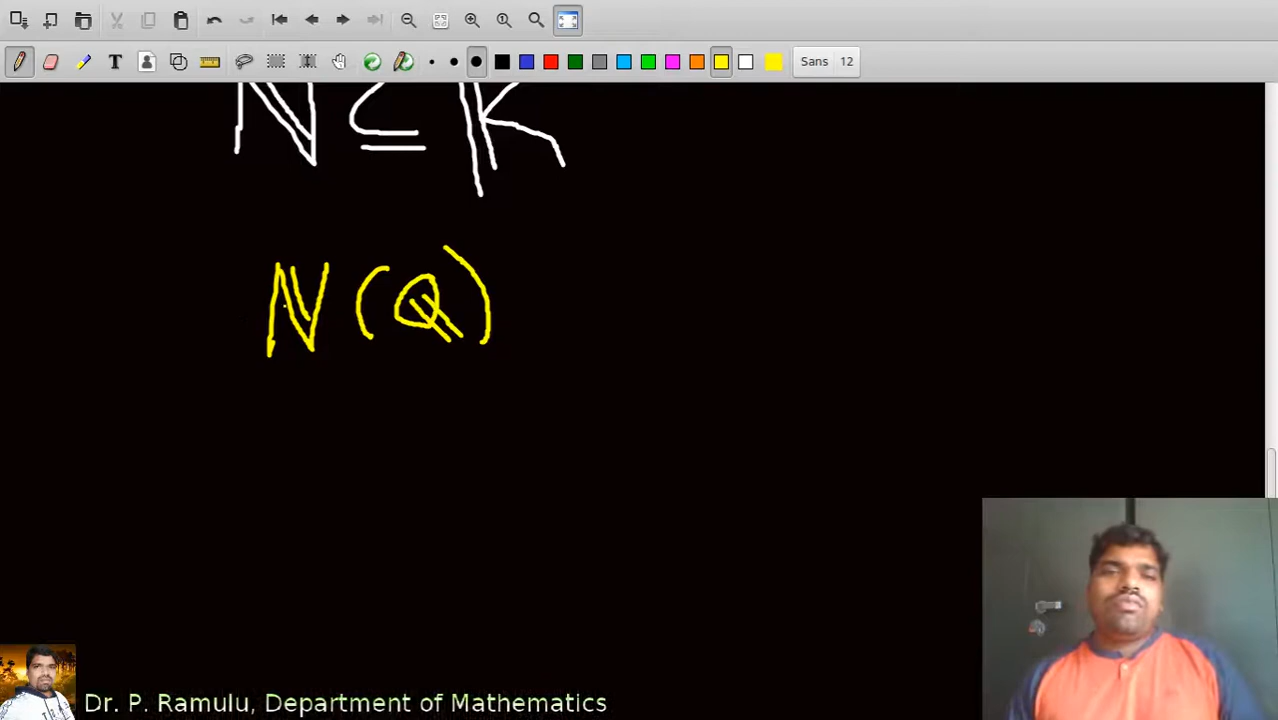 Sans 12
ℕ ⊆ K
ℕ (ℚ)
Dr. P. Ramulu, Department of Mathematics